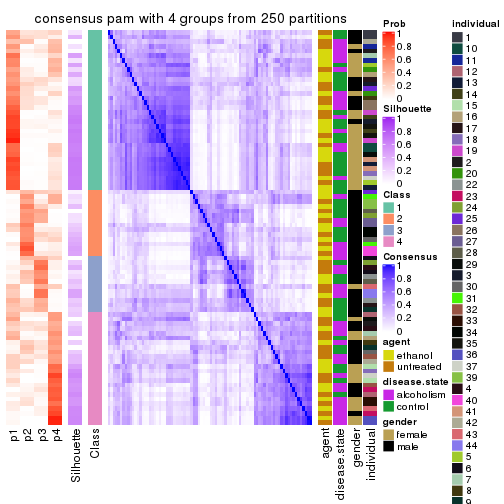 consensus pam with 4 groups from 250 partitions
p1
p2
p3
p4
Silhouette
Class
agent
disease.state
gender
individual
Prob
1
0.8
0.6
0.4
0.2
0
Silhouette
1
0.8
0.6
0.4
0.2
0
Class
1
2
3
4
Consensus
1
0.8
0.6
0.4
0.2
0
agent
ethanol
untreated
disease.state
alcoholism
control
gender
female
male
individual
1
10
11
12
13
14
15
16
17
18
19
2
20
22
23
24
25
26
27
28
29
3
30
31
32
33
34
35
36
37
39
4
40
41
42
43
44
5
6
7
8
9